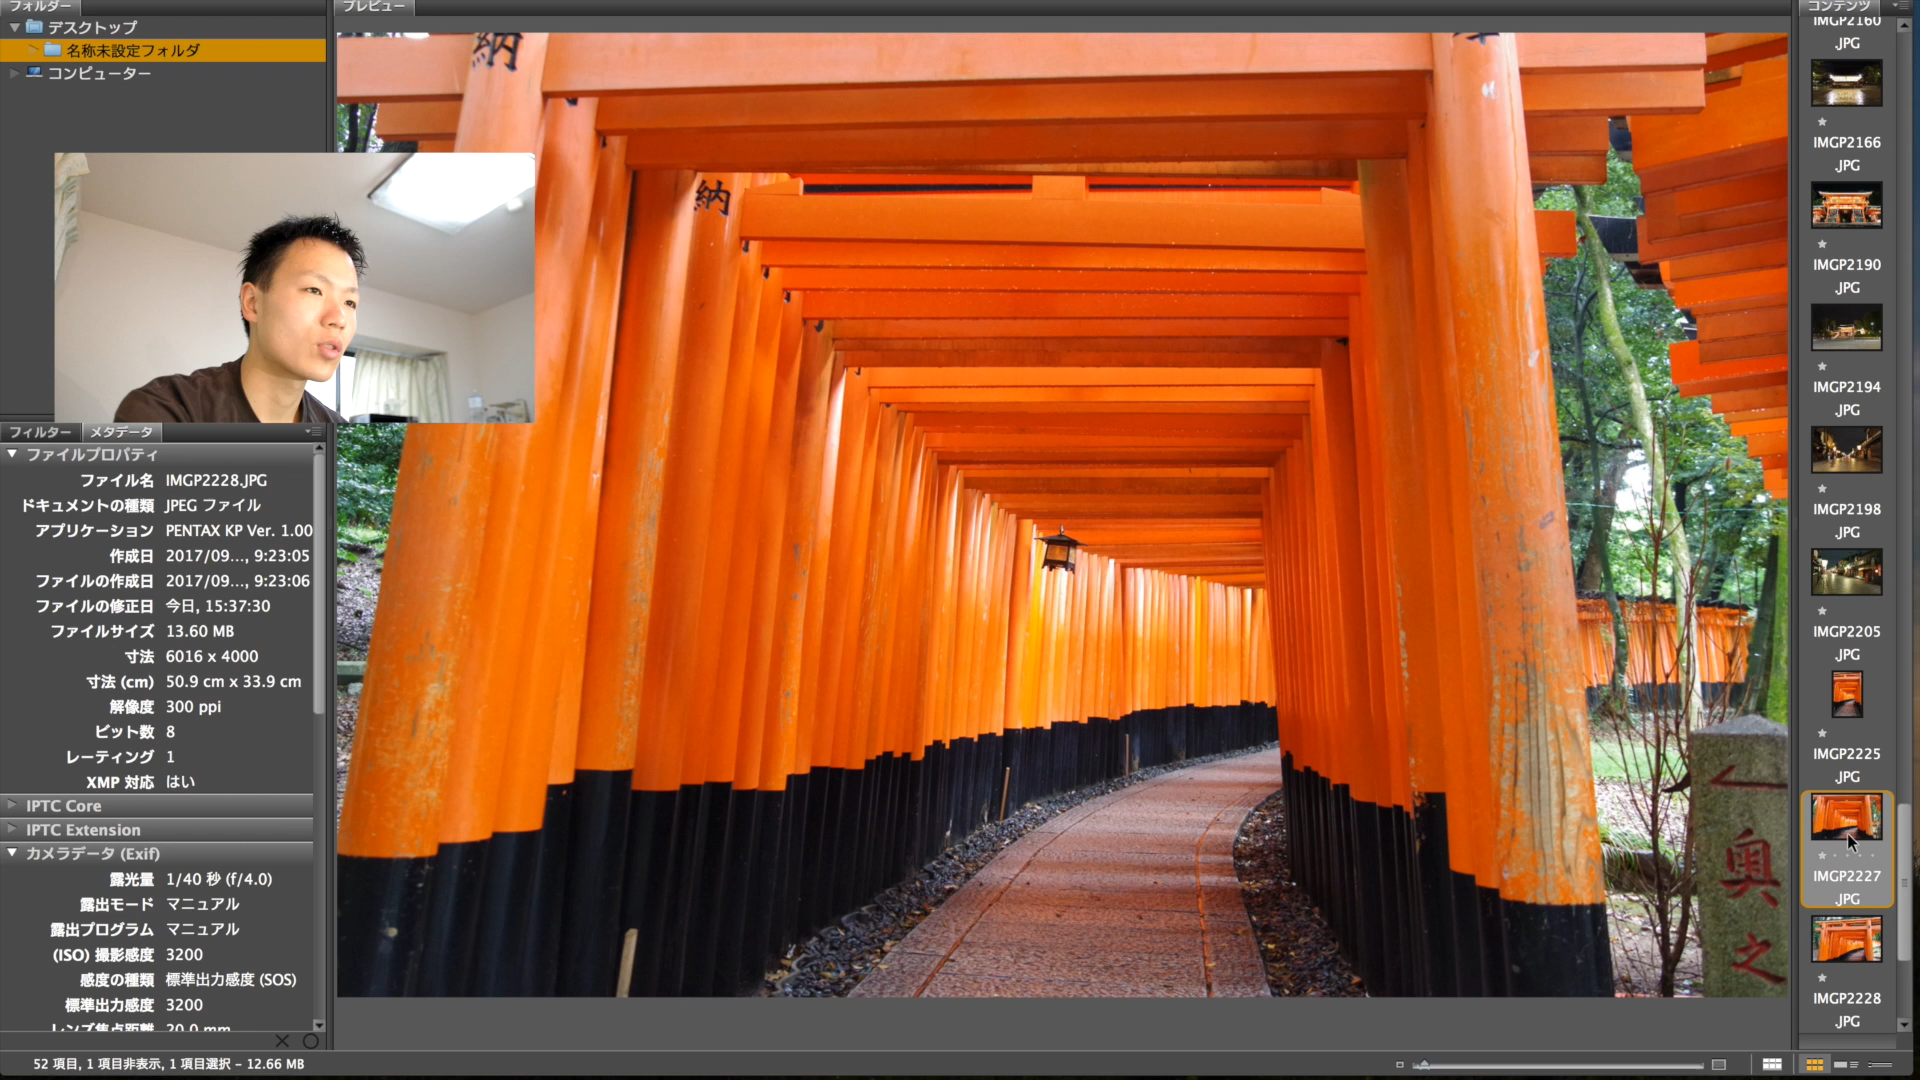 フォルダー
デスクトップ
名称未設定フォルダ
コンピューター
フィルター メタデータ
ファイルプロパティ
ファイル名 IMGP2228.JPG
ドキュメントの種類 JPEG ファイル
アプリケーション PENTAX KP Ver. 1.00
作成日 2017/09..., 9:23:05
ファイルの作成日 2017/09..., 9:23:06
ファイルの修正日 今日, 15:37:30
ファイルサイズ 13.60 MB
寸法 6016 x 4000
寸法 (cm) 50.9 cm x 33.9 cm
解像度 300 ppi
ビット数 8
レーティング 1
XMP 対応 はい
IPTC Core
IPTC Extension
カメラデータ (Exif)
露光量 1/40 秒 (f/4.0)
露出モード マニュアル
露出プログラム マニュアル
(ISO) 撮影感度 3200
感度の種類 標準出力感度 (SOS)
標準出力感度 3200
レンズ焦点距離 20.0 mm
52 項目, 1 項目非表示, 1 項目選択 - 12.66 MB
プレビュー
納
納
奥
之
コンテンツ
IMGP2160
.JPG
IMGP2166
.JPG
IMGP2190
.JPG
IMGP2194
.JPG
IMGP2198
.JPG
IMGP2205
.JPG
IMGP2225
.JPG
IMGP2227
.JPG
IMGP2228
.JPG